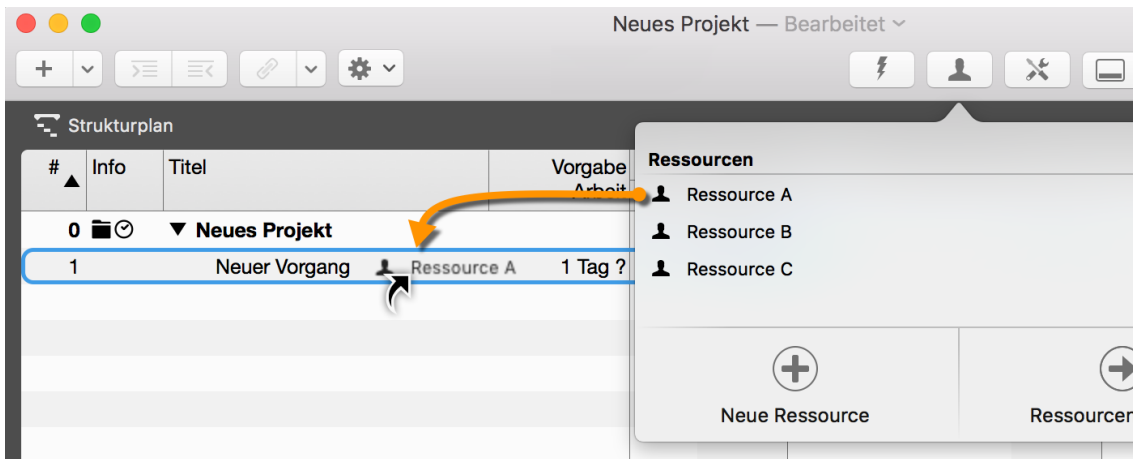 Neues Projekt — Bearbeitet
Strukturplan
# Info Titel Vorgabe
Arbeit
0 Neues Projekt
1 Neuer Vorgang Ressource A 1 Tag ?
Ressourcen
Ressource A
Ressource B
Ressource C
Neue Ressource
Ressourcen